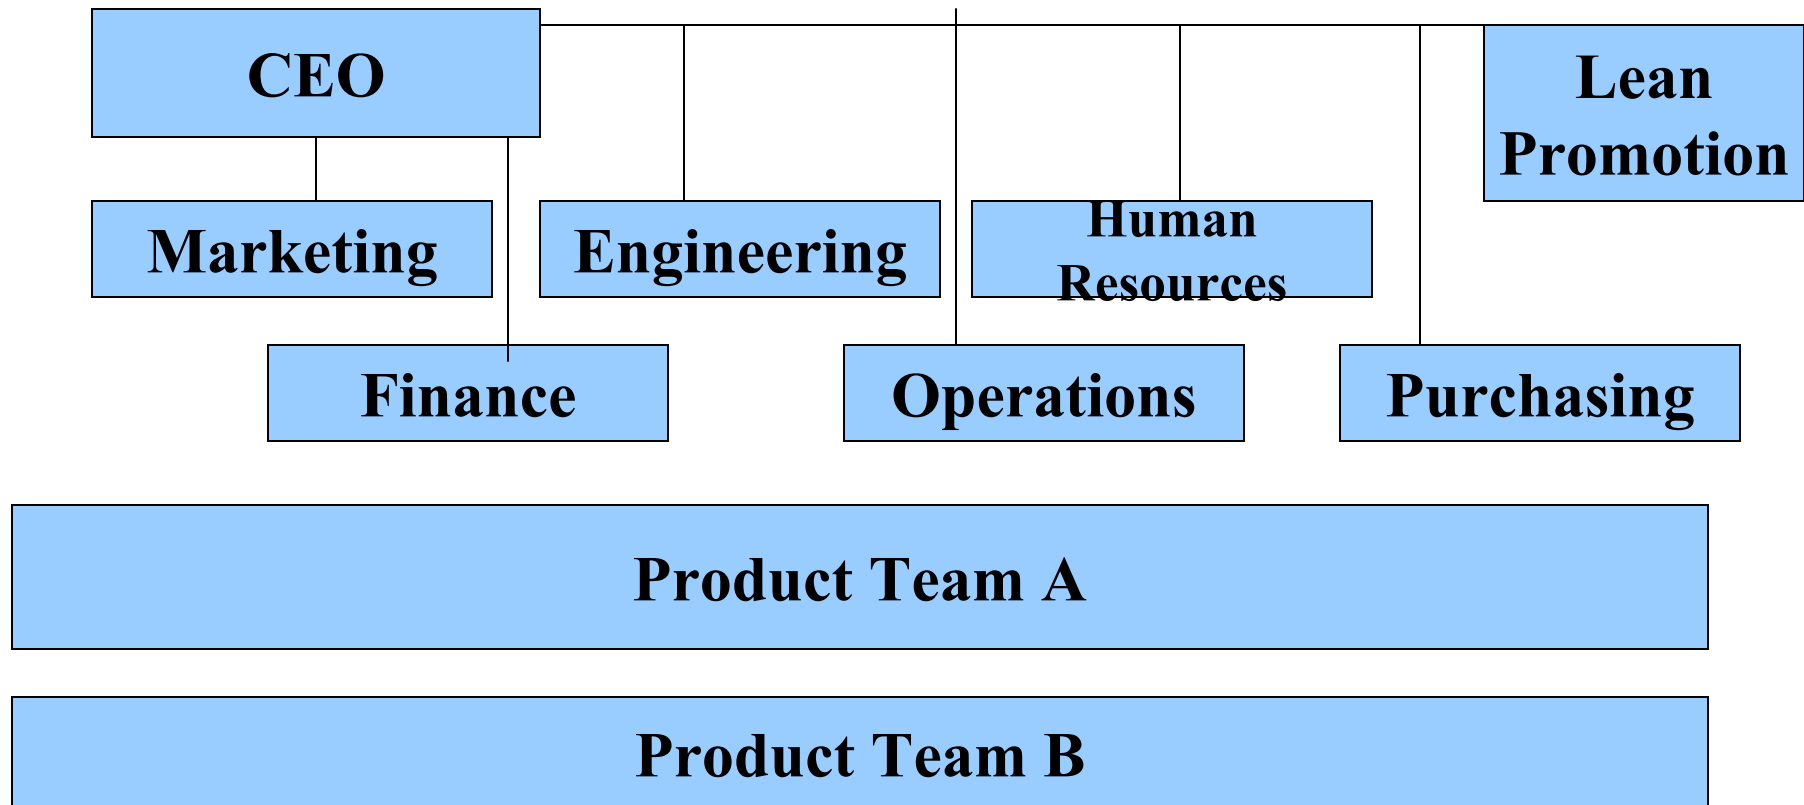 CEO
Lean
Promotion
Marketing
Engineering
Human
Resources
Finance
Operations
Purchasing
Product Team A
Product Team B